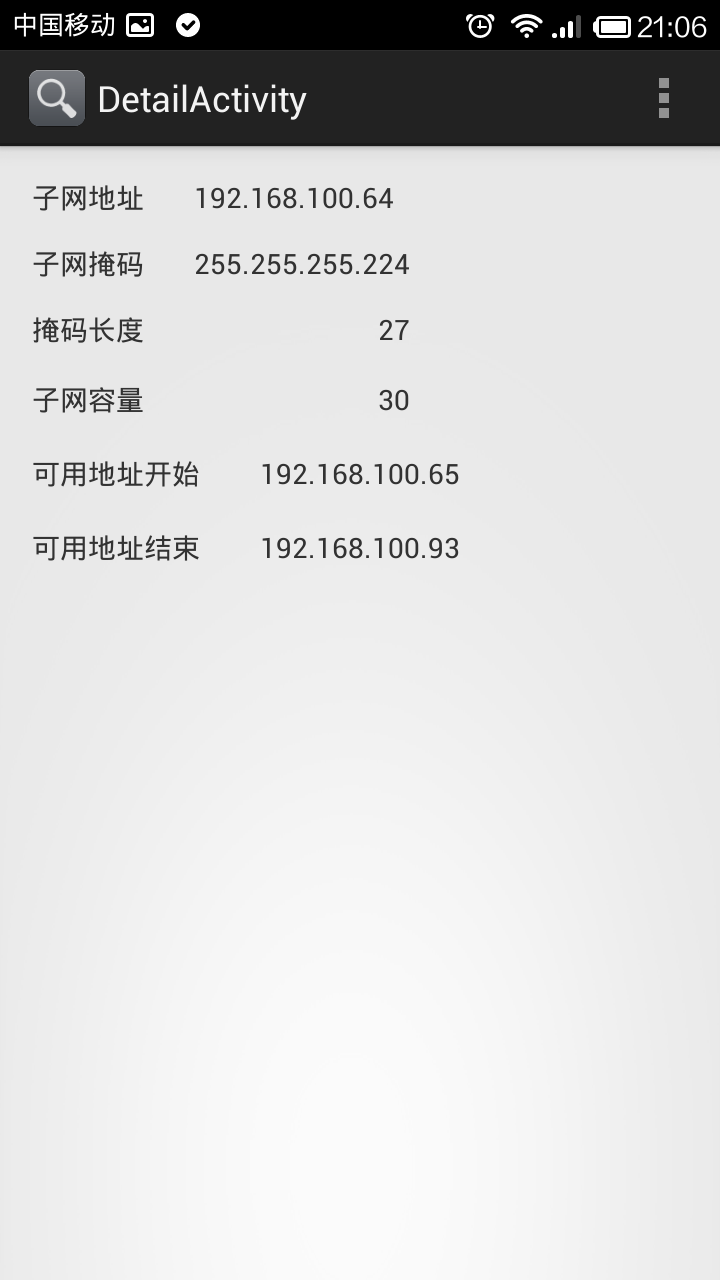 中国移动 21:06
DetailActivity
子网地址 192.168.100.64
子网掩码 255.255.255.224
掩码长度 27
子网容量 30
可用地址开始 192.168.100.65
可用地址结束 192.168.100.93